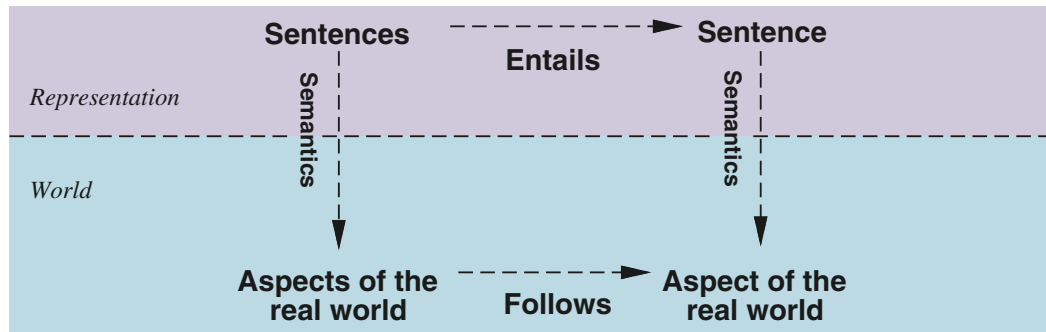 Sentences
Sentence
Entails
Semantics
Semantics
Representation
World
Aspects of the
real world
Follows
Aspect of the
real world